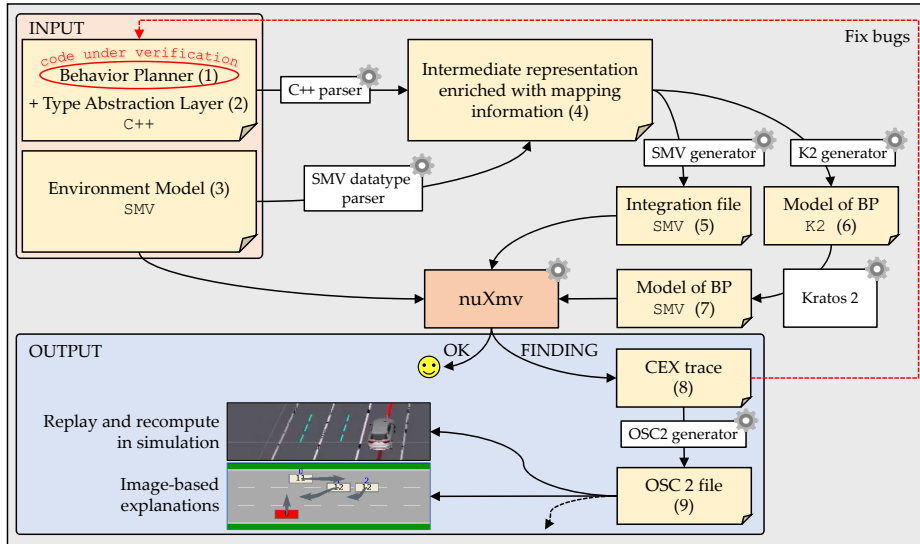 INPUT
Fix bugs
code under verification
Behavior Planner (1)
+ Type Abstraction Layer (2)
C++
C++ parser
Intermediate representation
enriched with mapping
information (4)
SMV generator
K2 generator
Environment Model (3)
SMV
SMV datatype
parser
Integration file
SMV (5)
Model of BP
K2 (6)
nuXmv
Model of BP
SMV (7)
Kratos 2
OUTPUT
OK
FINDING
CEX trace
(8)
Replay and recompute
in simulation
OSC2 generator
Image-based
explanations
OSC 2 file
(9)